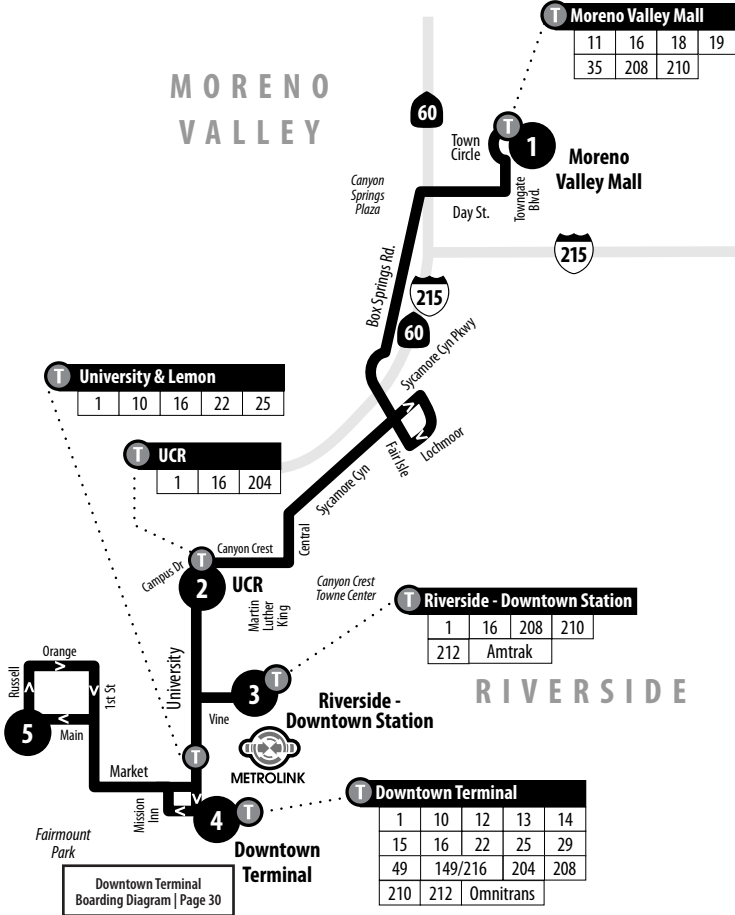 T Moreno Valley Mall
11 16 18 19
35 208 210
MORENO
VALLEY
60
T
1
Town
Circle
Moreno
Valley Mall
Canyon
Springs
Plaza
Day St.
Towngate
Blvd.
215
Box Springs Rd.
215
60
Sycamore Cyn Pkwy
T University & Lemon
1 10 16 22 25
Fair Isle
Lochmoor
T UCR
1 16 204
Sycamore Cyn
Central
Canyon Crest
Campus Dr
T
2
UCR
Martin
Luther
King
Canyon Crest
Towne Center
T Riverside - Downtown Station
1 16 208 210
212 Amtrak
RIVERSIDE
Orange
Russell
1st St
University
T
3
Riverside -
Downtown Station
Vine
5
Main
METROLINK
T
Market
Mission
Inn
4
T
Downtown
Terminal
T Downtown Terminal
1 10 12 13 14
15 16 22 25 29
49 149/216 204 208
210 212 Omnitrans
Fairmount
Park
Downtown Terminal
Boarding Diagram | Page 30